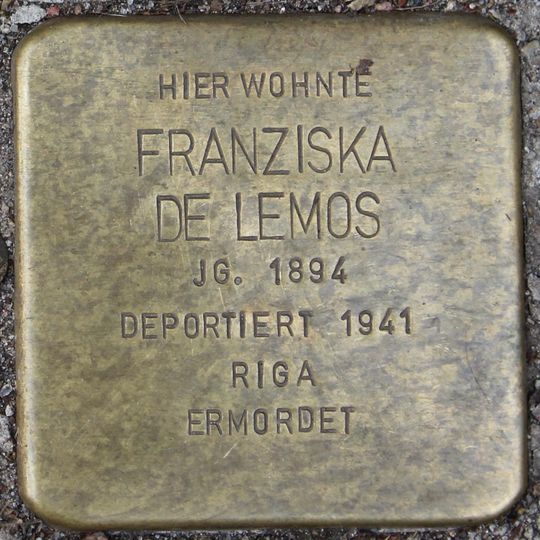 HIER WOHNTE
FRANZISKA
DE LEMOS
JG. 1894
DEPORTIERT 1941
RIGA
ERMORDET